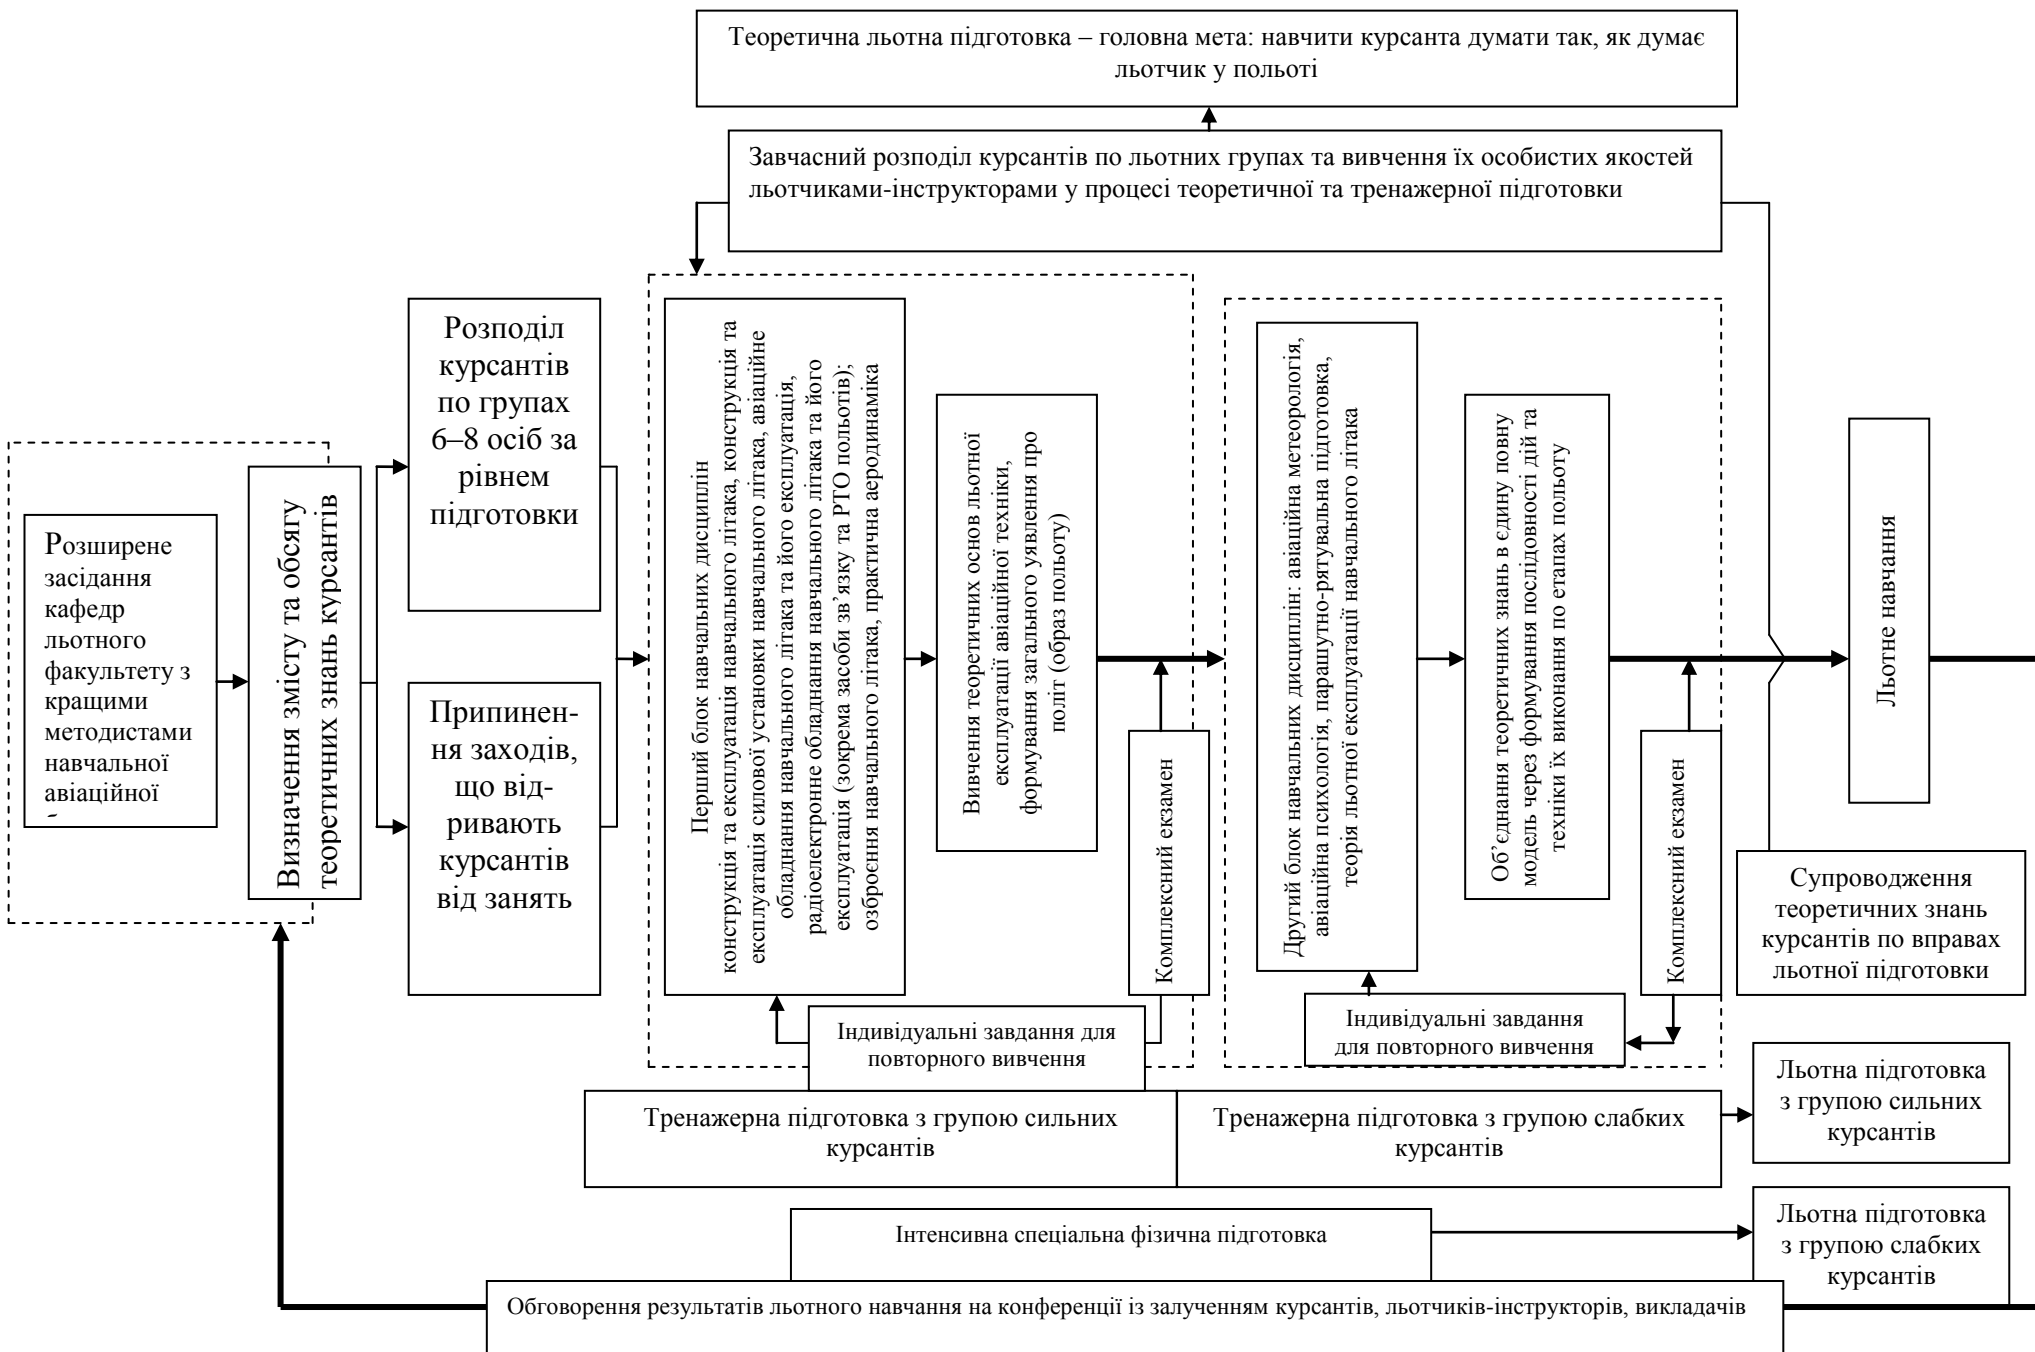 Теоретична льотна підготовка – головна мета: навчити курсанта думати так, як думає
льотчик у польоті
Завчасний розподіл курсантів по льотних групах та вивчення їх особистих якостей
льотчиками-інструкторами у процесі теоретичної та тренажерної підготовки
Розширене
засідання
кафедр
льотного
факультету з
кращими
методистами
навчальної
авіаційної
Визначення змісту та обсягу
теоретичних знань курсантів
Розподіл
курсантів
по групах
6–8 осіб за
рівнем
підготовки
Припинен-
ня заходів,
що від-
ривають
курсантів
від занять
Перший блок навчальних дисциплін
конструкція та експлуатація навчального літака, конструкція та
експлуатація силової установки навчального літака, авіаційне
обладнання навчального літака та його експлуатація,
радіоелектронне обладнання навчального літака та його
експлуатація (зокрема засоби зв’язку та РТО польотів);
озброєння навчального літака, практична аеродинаміка
Вивчення теоретичних основ льотної
експлуатації авіаційної техніки,
формування загального уявлення про
політ (образ польоту)
Комплексний екзамен
Індивідуальні завдання для
повторного вивчення
Другий блок навчальних дисциплін: авіаційна метеорологія,
авіаційна психологія, парашутно-рятувальна підготовка,
теорія льотної експлуатації навчального літака
Об’єднання теоретичних знань в єдину повну
модель через формування послідовності дій та
техніки їх виконання по етапах польоту
Комплексний екзамен
Індивідуальні завдання
для повторного вивчення
Льотне навчання
Супроводження
теоретичних знань
курсантів по вправах
льотної підготовки
Тренажерна підготовка з групою сильних
курсантів
Тренажерна підготовка з групою слабких
курсантів
Льотна підготовка
з групою сильних
курсантів
Інтенсивна спеціальна фізична підготовка
Льотна підготовка
з групою слабких
курсантів
Обговорення результатів льотного навчання на конференції із залученням курсантів, льотчиків-інструкторів, викладачів